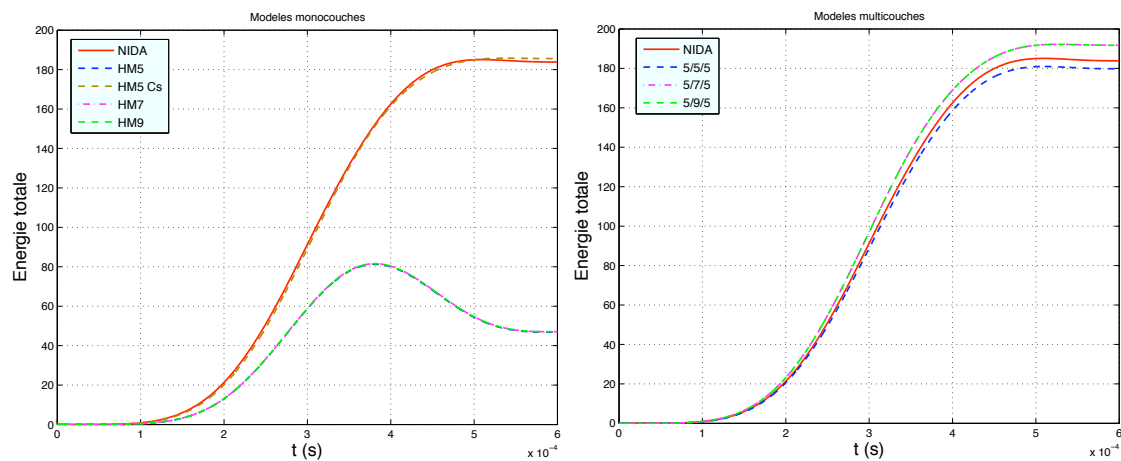 Modeles monocouches
200
180
160
140
120
100
80
60
40
20
0
Energie totale
NIDA
HM5
HM5 Cs
HM7
HM9
0 1 2 3 4 5 6
t (s)
x 10⁻⁴
Modeles multicouches
200
180
160
140
120
100
80
60
40
20
0
Energie totale
NIDA
5/5/5
5/7/5
5/9/5
0 1 2 3 4 5 6
t (s)
x 10⁻⁴